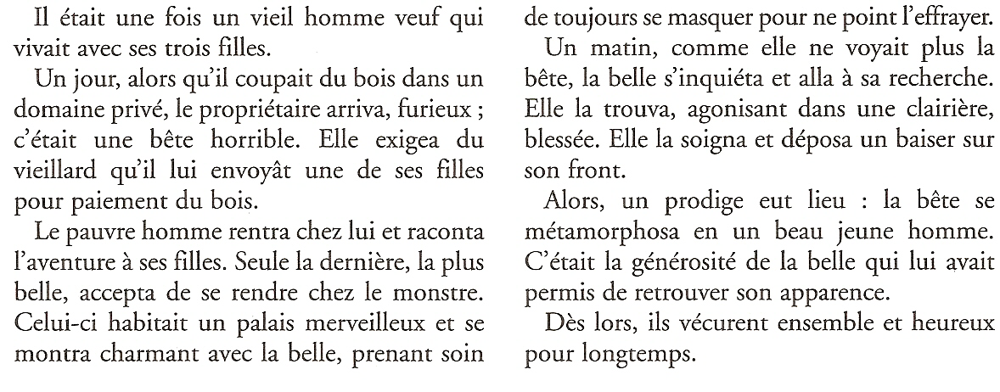 Il était une fois un vieil homme veuf qui
vivait avec ses trois filles.
Un jour, alors qu'il coupait du bois dans un
domaine privé, le propriétaire arriva, furieux ;
c'était une bête horrible. Elle exigea du
vieillard qu'il lui envoyât une de ses filles
pour paiement du bois.
Le pauvre homme rentra chez lui et raconta
l'aventure à ses filles. Seule la dernière, la plus
belle, accepta de se rendre chez le monstre.
Celui-ci habitait un palais merveilleux et se
montra charmant avec la belle, prenant soin
de toujours se masquer pour ne point l'effrayer.
Un matin, comme elle ne voyait plus la
bête, la belle s'inquiéta et alla à sa recherche.
Elle la trouva, agonisant dans une clairière,
blessée. Elle la soigna et déposa un baiser sur
son front.
Alors, un prodige eut lieu : la bête se
métamorphosa en un beau jeune homme.
C'était la générosité de la belle qui lui avait
permis de retrouver son apparence.
Dès lors, ils vécurent ensemble et heureux
pour longtemps.